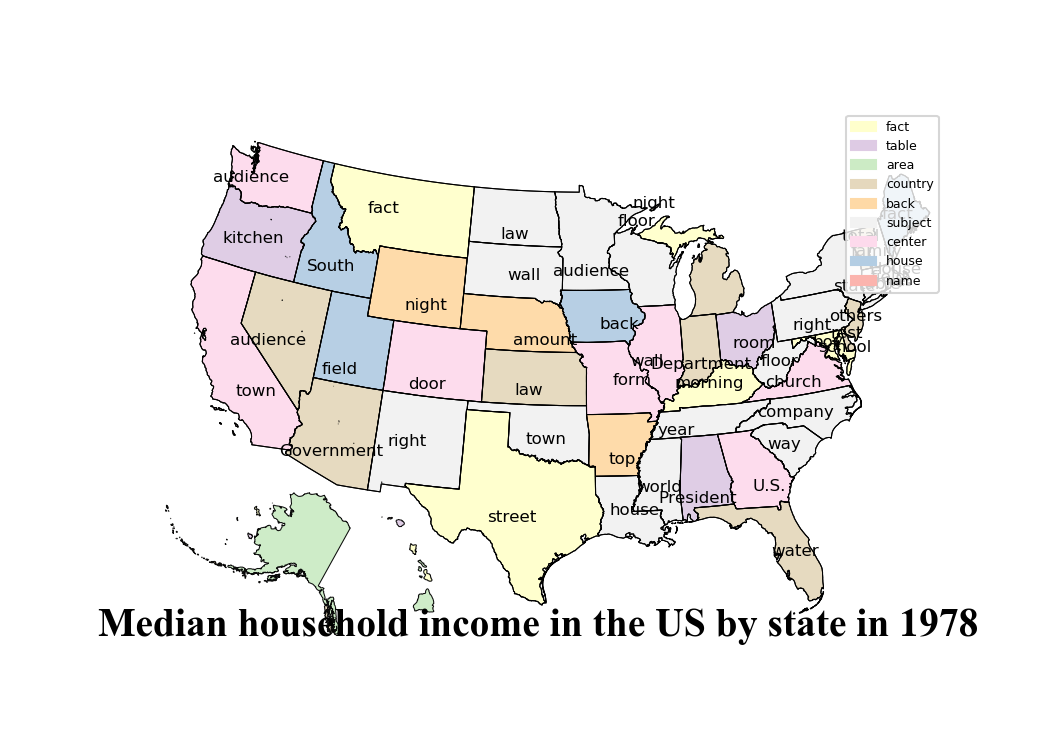 fact
table
area
country
back
subject
center
house
name
audience
fact
night
floor
law
kitchen
South
wall
audience
night
back
others
right
amount
room
school
audience
wall
Department
floor
field
form
morning
church
door
law
town
company
year
right
town
way
Government
top
world
U.S.
President
house
street
water
Median household income in the US by state in 1978